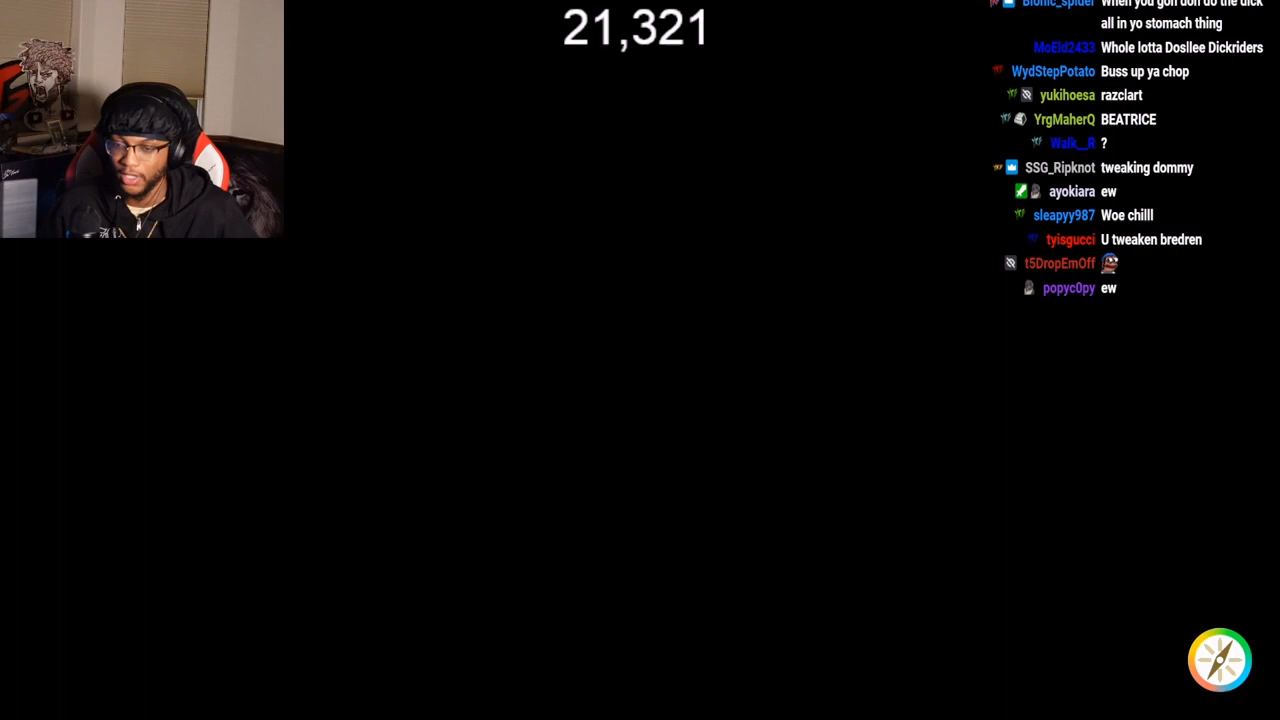 21,321
Bionic_spider When you gon don do the dick
all in yo stomach thing
MoEld2433 Whole lotta Dosllee Dickriders
WydStepPotato Buss up ya chop
yukihoesa razclart
YrgMaherQ BEATRICE
Walk__R ?
SSG_Ripknot tweaking dommy
ayokiara ew
sleapyy987 Woe chilll
tyisgucci U tweaken bredren
t5DropEmOff
popyc0py ew